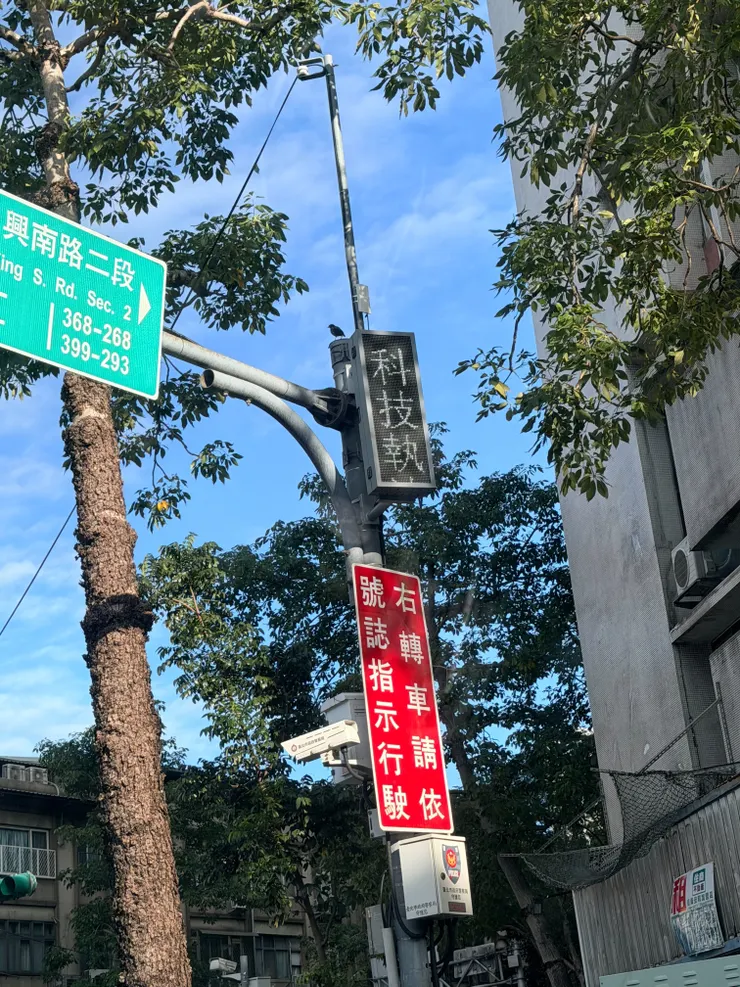 興南路二段
ing S. Rd. Sec. 2
368-268
399-293
科技執
右轉車請依
號誌指示行駛
租